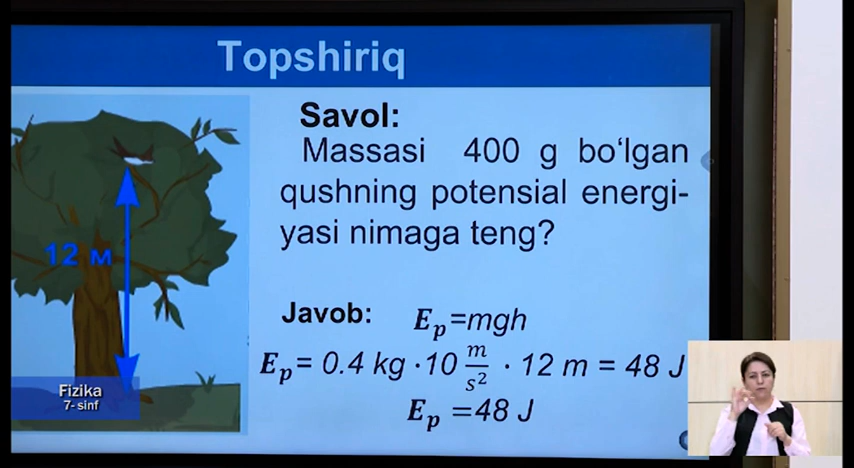 Topshiriq
Savol:
Massasi 400 g bo‘lgan
qushning potensial energi-
yasi nimaga teng?
12 м
Javob: Eₚ=mgh
Eₚ= 0.4 kg ·10 m/s² · 12 m = 48 J
Eₚ =48 J
Fizika
7- sinf